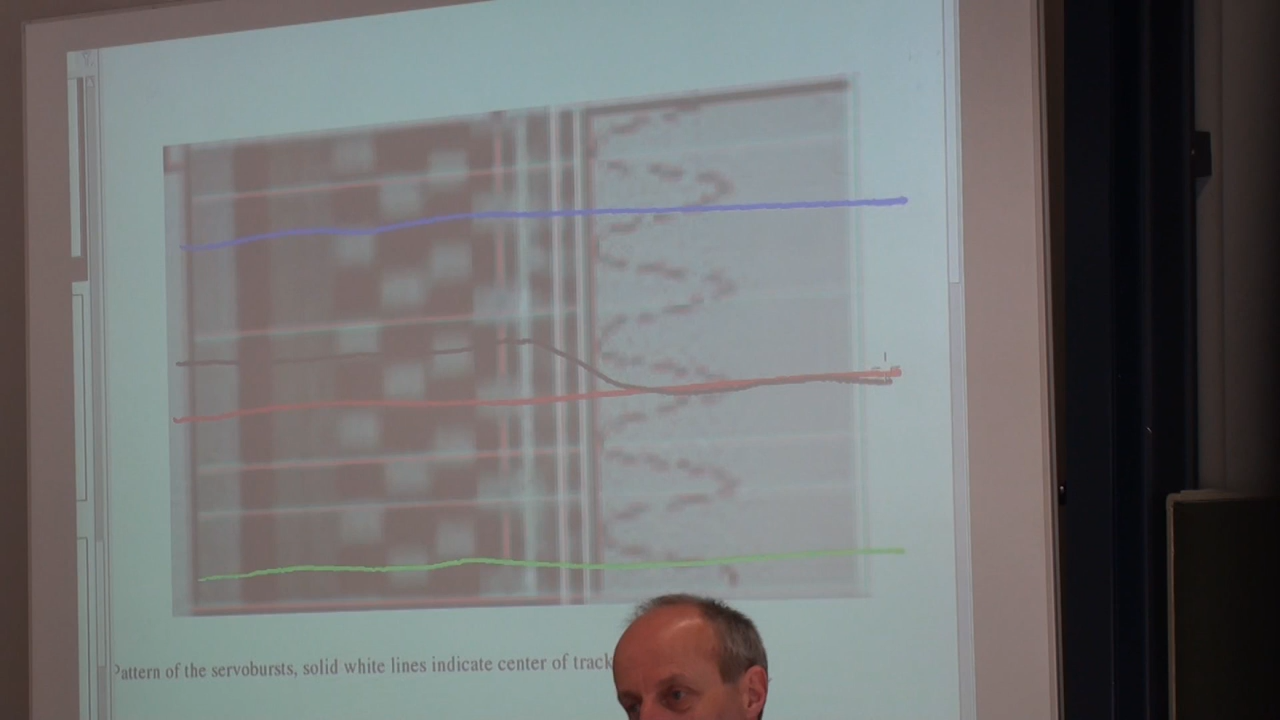 Pattern of the servobursts, solid white lines indicate center of track